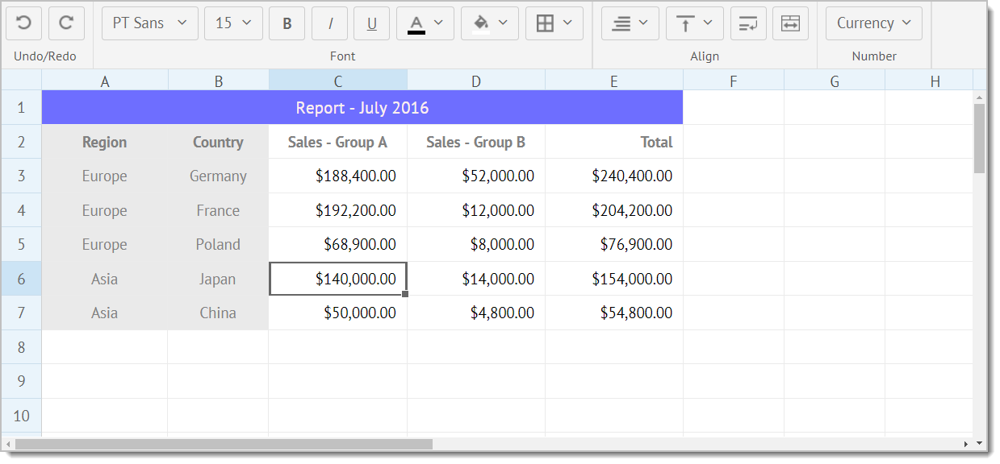 PT Sans 15 B I U A Currency
Undo/Redo Font Align Number
A B C D E F G H
1 Report - July 2016
2 Region Country Sales - Group A Sales - Group B Total
3 Europe Germany $188,400.00 $52,000.00 $240,400.00
4 Europe France $192,200.00 $12,000.00 $204,200.00
5 Europe Poland $68,900.00 $8,000.00 $76,900.00
6 Asia Japan $140,000.00 $14,000.00 $154,000.00
7 Asia China $50,000.00 $4,800.00 $54,800.00
8
9
10